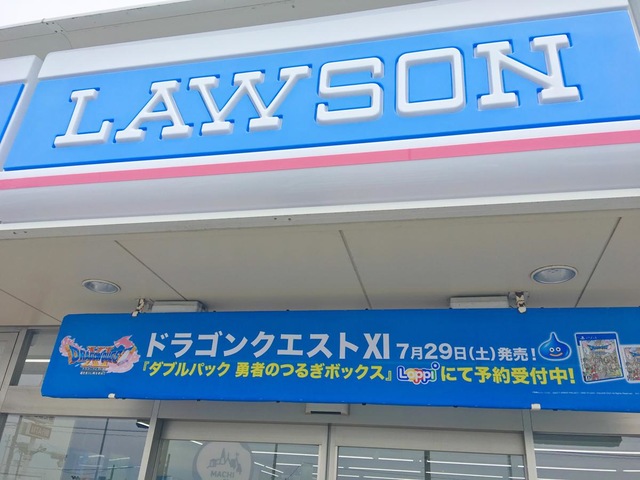 LAWSON
ドラゴンクエストXI 7月29日(土)発売!
『ダブルパック 勇者のつるぎボックス』 Loppiにて予約受付中!
MACHI